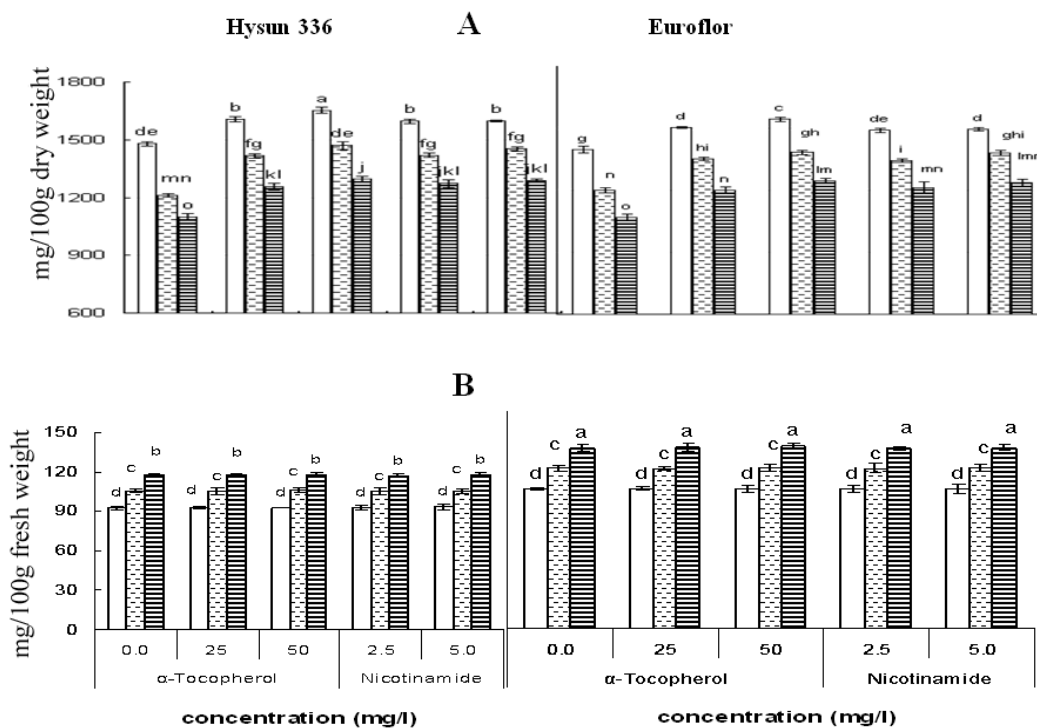 Hysun 336 A Euroflor
mg/100g dry weight
1800
1500
1200
900
600
de mn o b fg kl a de j b fg jkl b fg jkl
g n o d hi n c gh lm de i mn d ghi lmn
B
mg/100g fresh weight
150
120
90
60
30
0
d c b d c b d c b d c b d c b
d c a d c a d c a d c a d c a
0.0 25 50 2.5 5.0 0.0 25 50 2.5 5.0
α-Tocopherol Nicotinamide α-Tocopherol Nicotinamide
concentration (mg/l) concentration (mg/l)